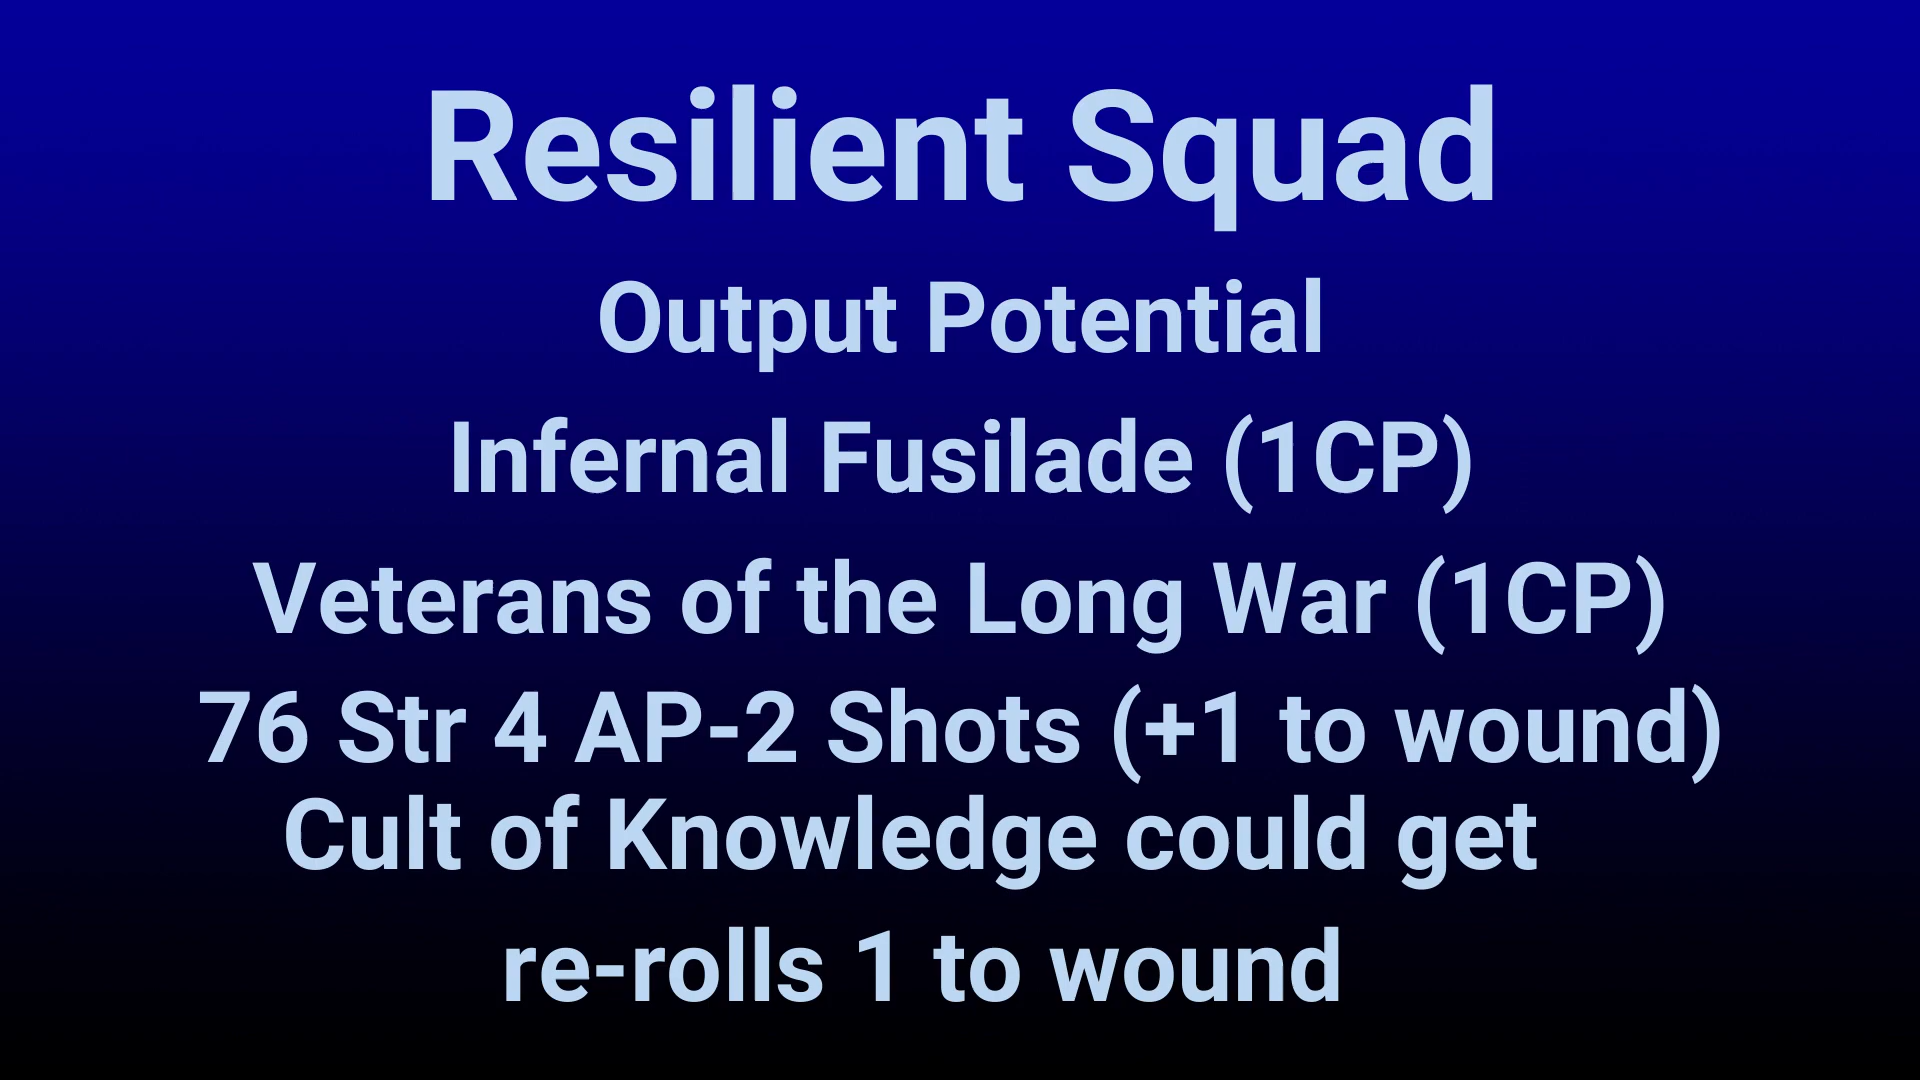 Resilient Squad
Output Potential
Infernal Fusilade (1CP)
Veterans of the Long War (1CP)
76 Str 4 AP-2 Shots (+1 to wound)
Cult of Knowledge could get
re-rolls 1 to wound